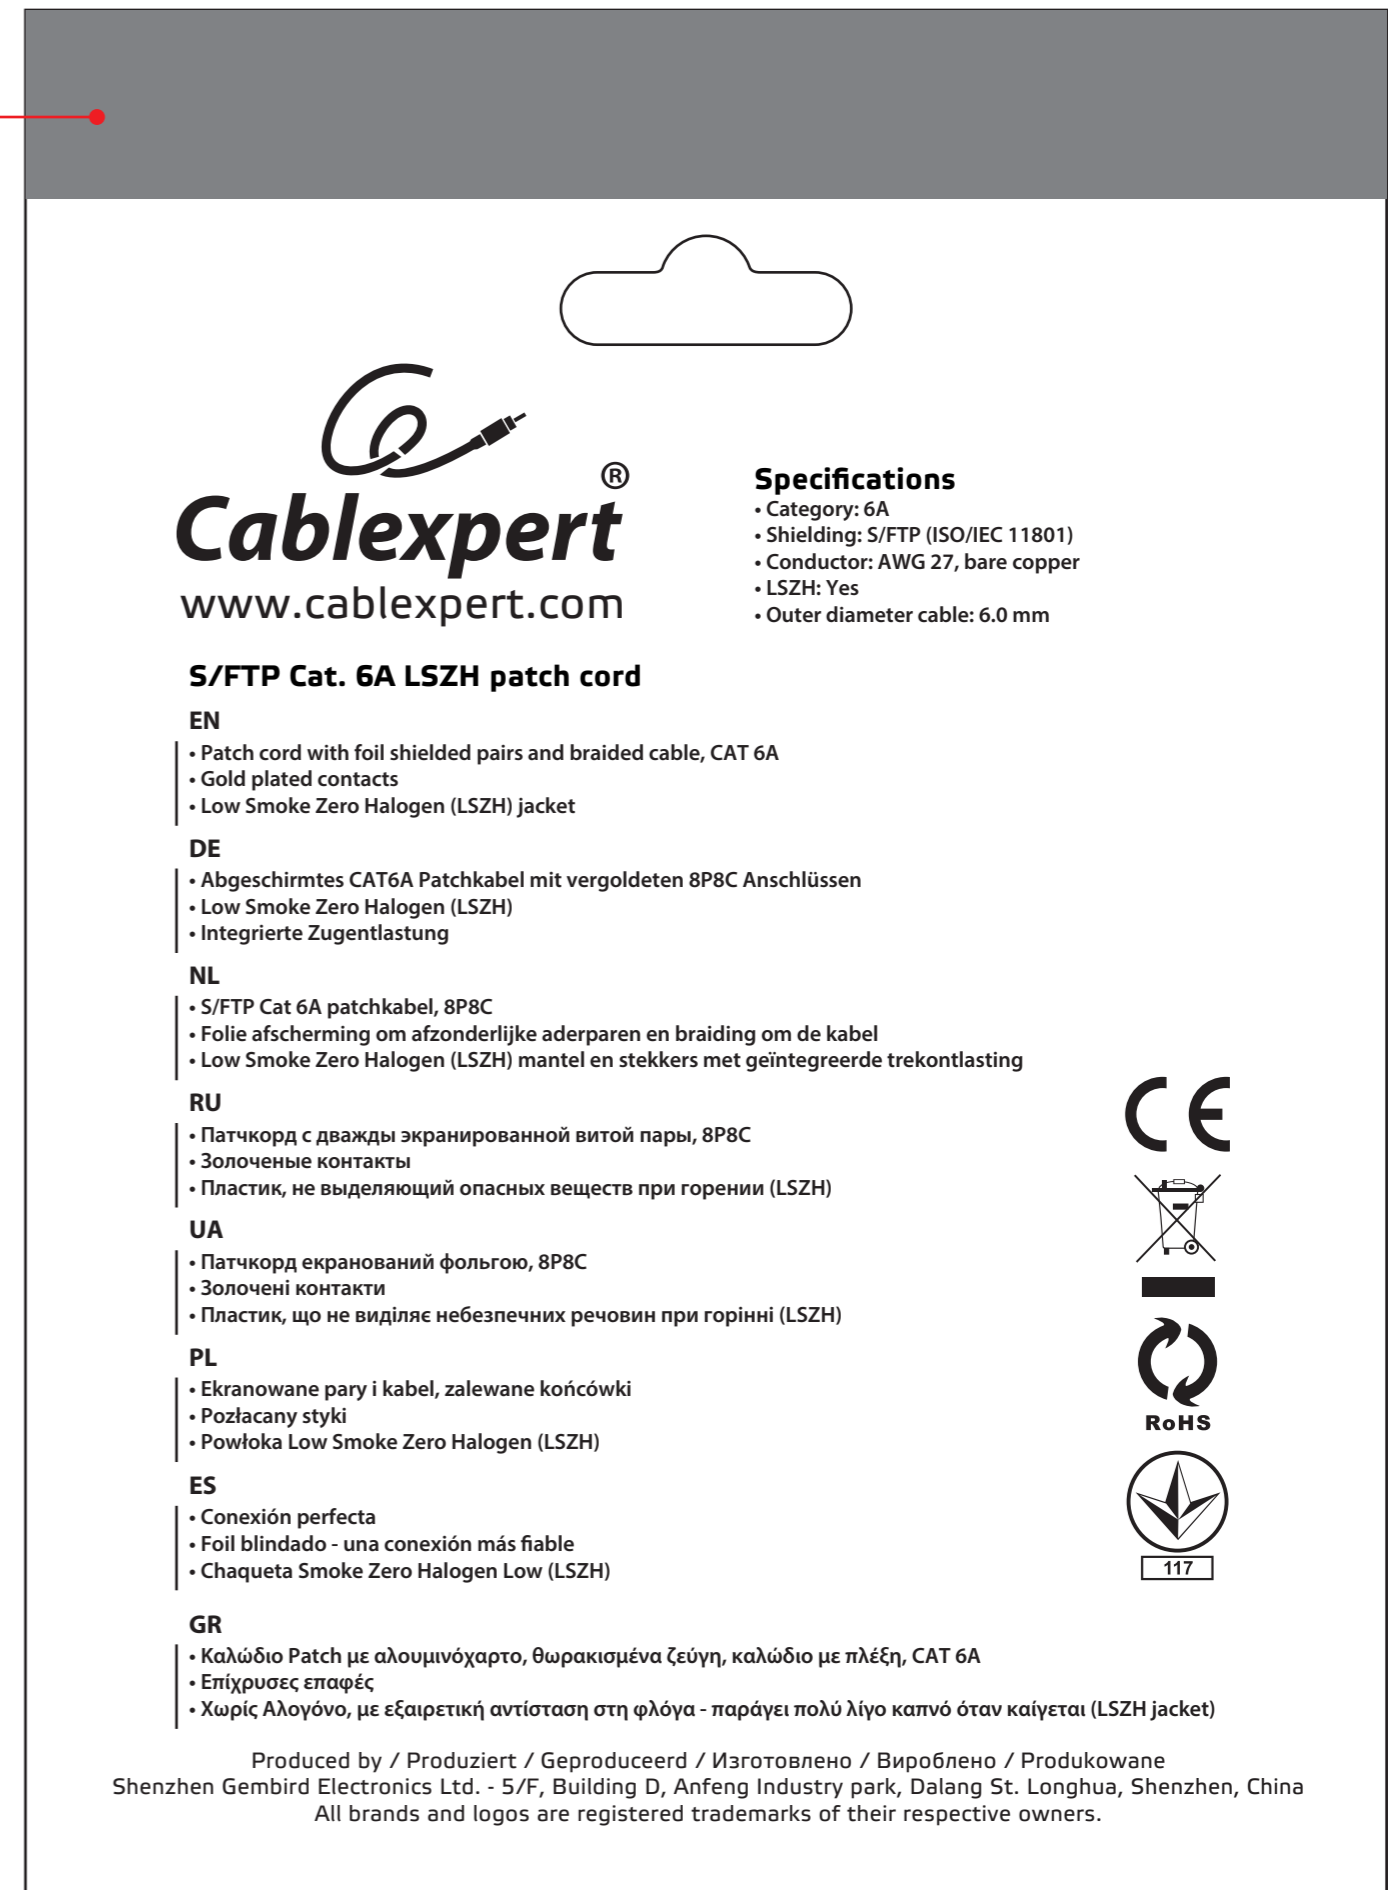 Cablexpert®
www.cablexpert.com
Specifications
• Category: 6A
• Shielding: S/FTP (ISO/IEC 11801)
• Conductor: AWG 27, bare copper
• LSZH: Yes
• Outer diameter cable: 6.0 mm
S/FTP Cat. 6A LSZH patch cord
EN
• Patch cord with foil shielded pairs and braided cable, CAT 6A
• Gold plated contacts
• Low Smoke Zero Halogen (LSZH) jacket
DE
• Abgeschirmtes CAT6A Patchkabel mit vergoldeten 8P8C Anschlüssen
• Low Smoke Zero Halogen (LSZH)
• Integrierte Zugentlastung
NL
• S/FTP Cat 6A patchkabel, 8P8C
• Folie afscherming om afzonderlijke aderparen en braiding om de kabel
• Low Smoke Zero Halogen (LSZH) mantel en stekkers met geïntegreerde trekontlasting
RU
• Патчкорд с дважды экранированной витой пары, 8P8C
• Золоченые контакты
• Пластик, не выделяющий опасных веществ при горении (LSZH)
UA
• Патчкорд екранований фольгою, 8P8C
• Золочені контакти
• Пластик, що не виділяє небезпечних речовин при горінні (LSZH)
PL
• Ekranowane pary i kabel, zalewane końcówki
• Pozłacany styki
• Powłoka Low Smoke Zero Halogen (LSZH)
ES
• Conexión perfecta
• Foil blindado - una conexión más fiable
• Chaqueta Smoke Zero Halogen Low (LSZH)
GR
• Καλώδιο Patch με αλουμινόχαρτο, θωρακισμένα ζεύγη, καλώδιο με πλέξη, CAT 6A
• Επίχρυσες επαφές
• Χωρίς Αλογόνο, με εξαιρετική αντίσταση στη φλόγα - παράγει πολύ λίγο καπνό όταν καίγεται (LSZH jacket)
CE
RoHS
117
Produced by / Produziert / Geproduceerd / Изготовлено / Вироблено / Produkowane
Shenzhen Gembird Electronics Ltd. - 5/F, Building D, Anfeng Industry park, Dalang St. Longhua, Shenzhen, China
All brands and logos are registered trademarks of their respective owners.